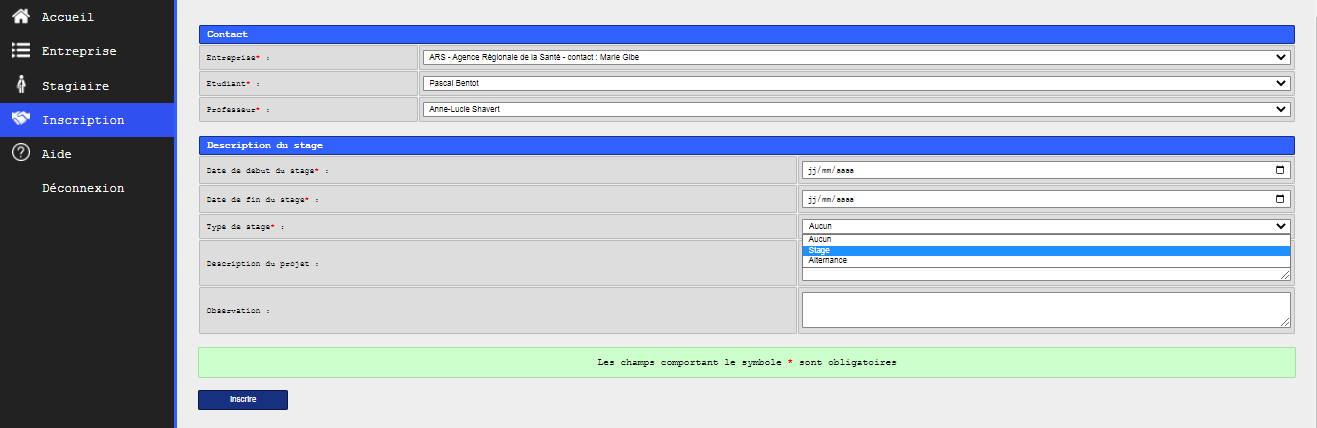 Accueil
Entreprise
Stagiaire
Inscription
Aide
Déconnexion
Contact
Entreprise* :
ARS - Agence Régionale de la Santé - contact : Marie Gibe
Etudiant* :
Pascal Bentot
Professeur* :
Anne-Lucie Shavert
Description du stage
Date de debut du stage* :
jj/mm/aaaa
Date de fin du stage* :
jj/mm/aaaa
Type de stage* :
Aucun
Aucun
Stage
Alternance
Description du projet :
Observation :
Les champs comportant le symbole * sont obligatoires
Inscrire